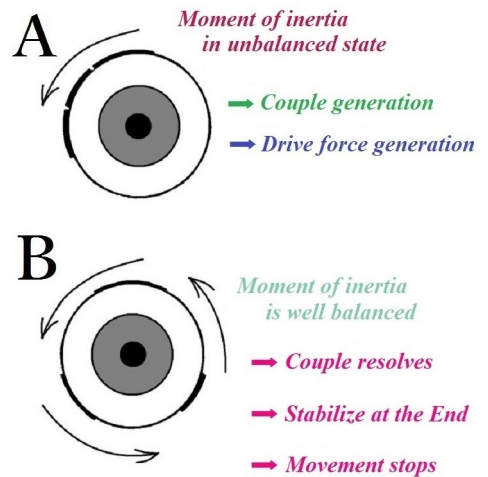 A
Moment of inertia
in unbalanced state
➡ Couple generation
➡ Drive force generation
B
Moment of inertia
is well balanced
➡ Couple resolves
➡ Stabilize at the End
➡ Movement stops